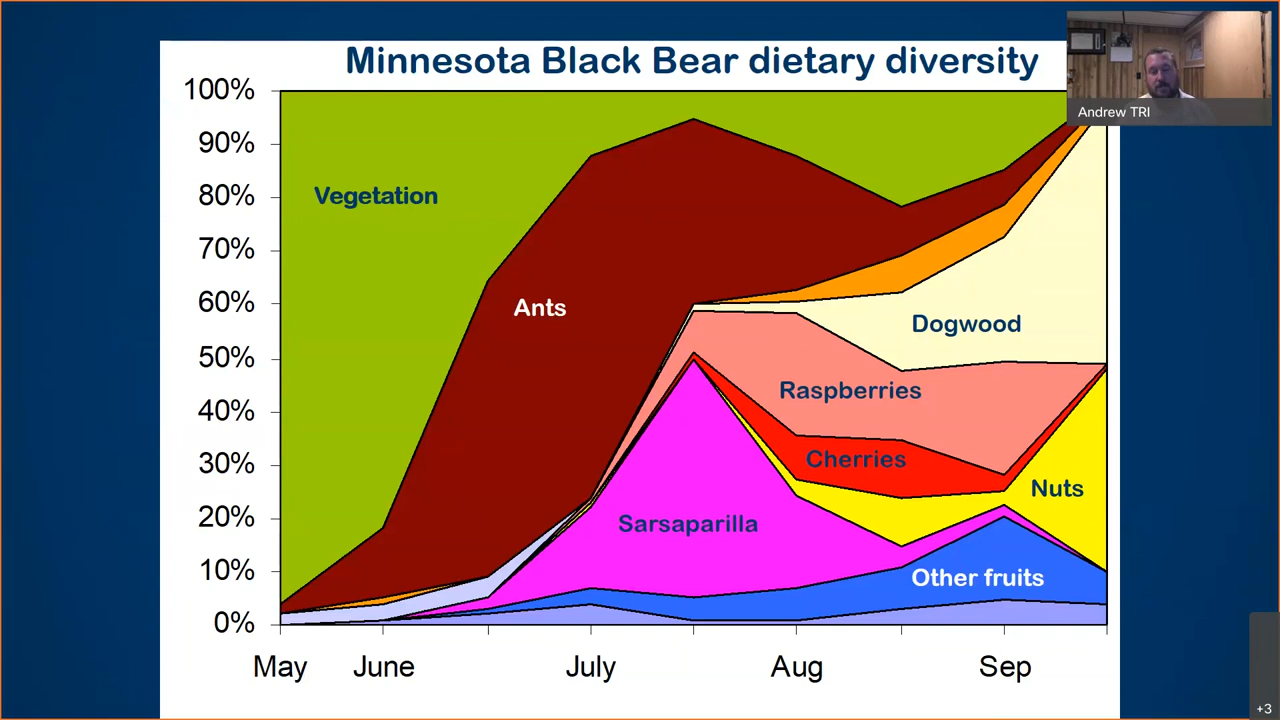 Minnesota Black Bear dietary diversity
Andrew TRI
100%
90%
80%
70%
60%
50%
40%
30%
20%
10%
0%
Vegetation
Ants
Dogwood
Raspberries
Cherries
Nuts
Sarsaparilla
Other fruits
May June July Aug Sep
+3